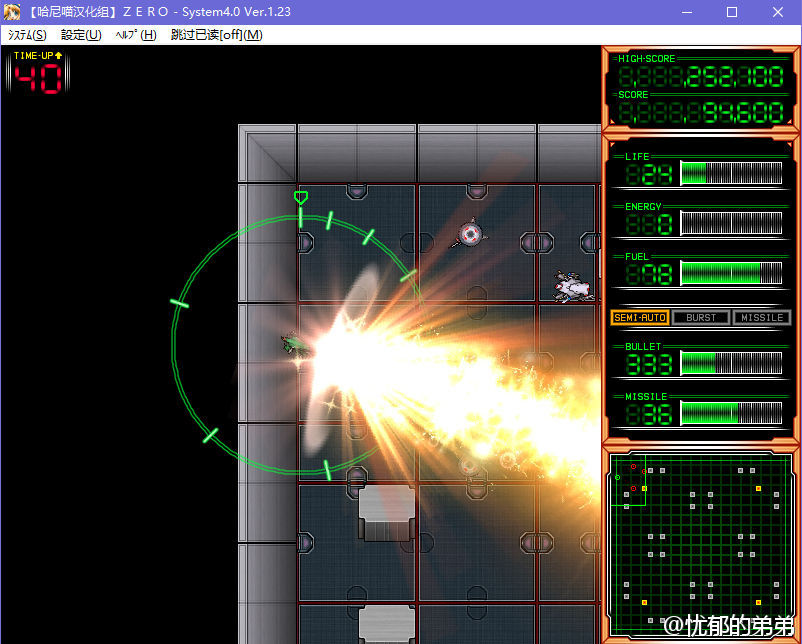 【哈尼喵汉化组】ＺＥＲＯ - System4.0 Ver.1.23
ｼｽﾃﾑ(S) 設定(U) ﾍﾙﾌﾟ(H) 跳过已读[off](M)
TIME-UP
40
HIGH-SCORE
252,100
SCORE
94,600
LIFE
24
ENERGY
0
FUEL
78
SEMI-AUTO BURST MISSILE
BULLET
333
MISSILE
36
@忧郁的弟弟